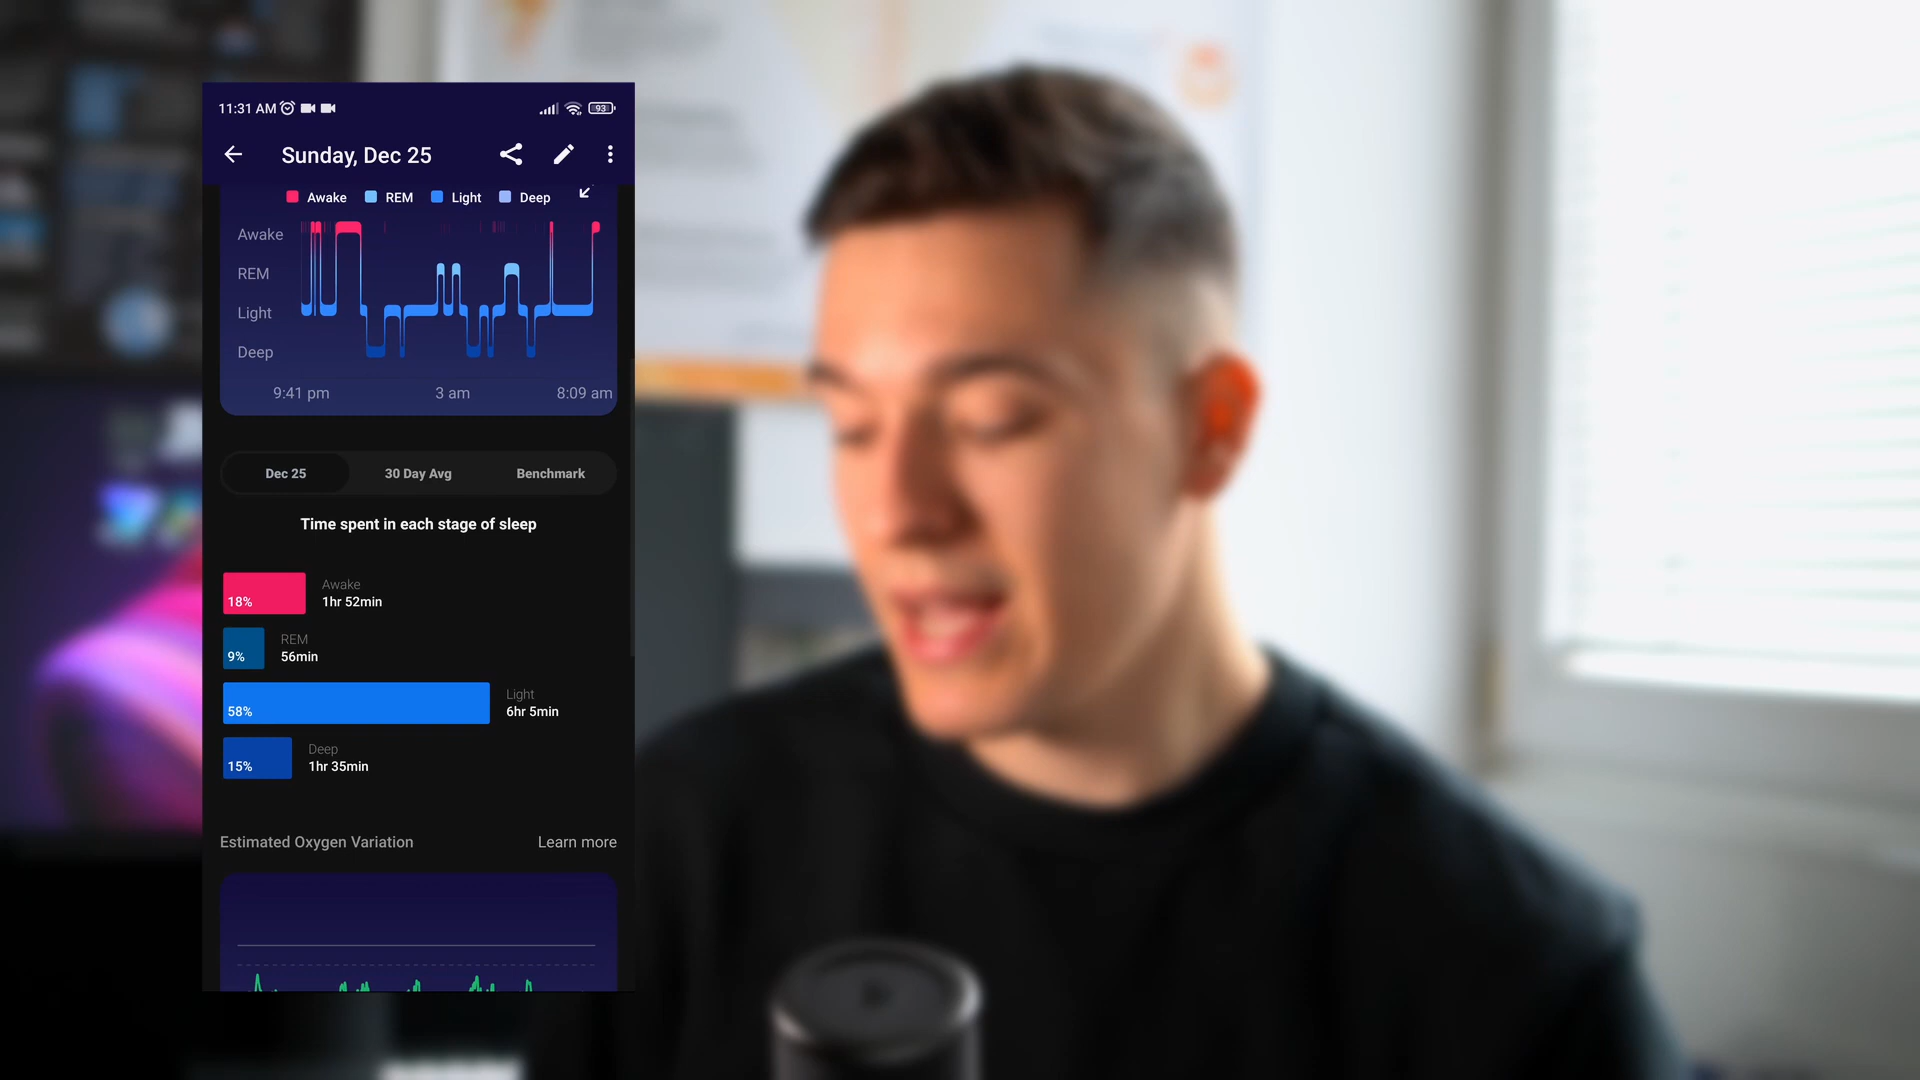 11:31 AM 93
Sunday, Dec 25
Awake REM Light Deep
Awake
REM
Light
Deep
9:41 pm 3 am 8:09 am
Dec 25 30 Day Avg Benchmark
Time spent in each stage of sleep
18% Awake
1hr 52min
9% REM
56min
58% Light
6hr 5min
15% Deep
1hr 35min
Estimated Oxygen Variation Learn more